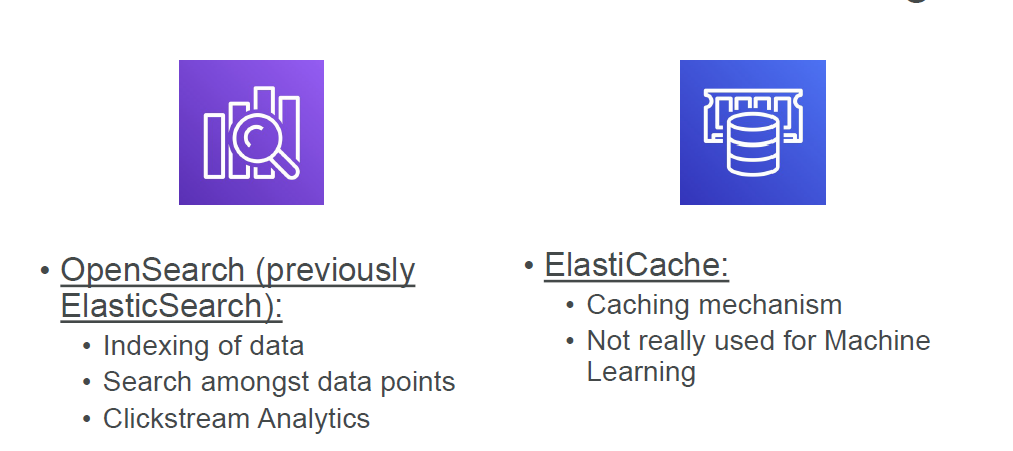 • OpenSearch (previously
ElasticSearch):
• Indexing of data
• Search amongst data points
• Clickstream Analytics
• ElastiCache:
• Caching mechanism
• Not really used for Machine
Learning